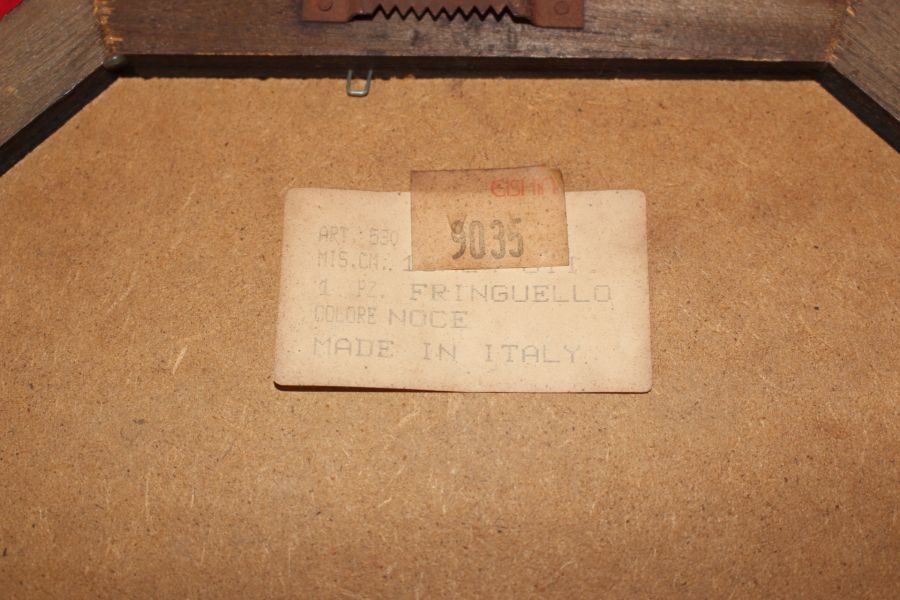 9035
ART. 530
MIS.CM.
1 PZ. FRINGUELLO
COLORE NOCE
MADE IN ITALY